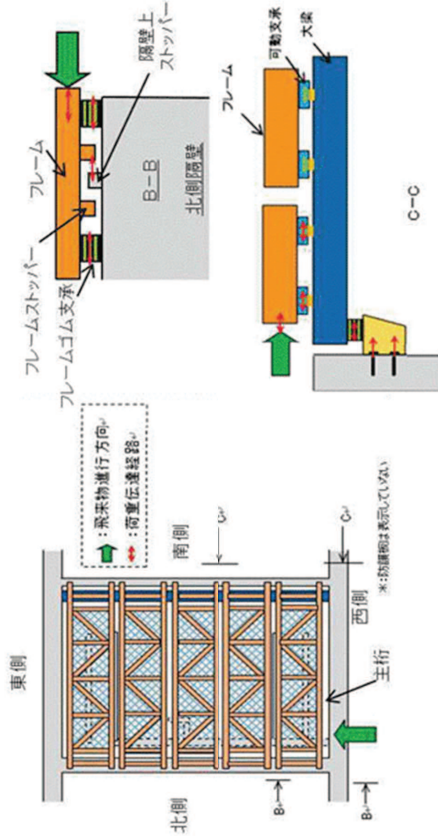 東側
北側
南側
西側
主桁
B
B
C
C
：飛来物進行方向
：荷重伝達経路
＊：防護板は表示していない
フレーム
フレームストッパー
フレームゴム支承
隔壁上
ストッパー
B－B
北側隔壁
フレーム
可動支承
大梁
C－C